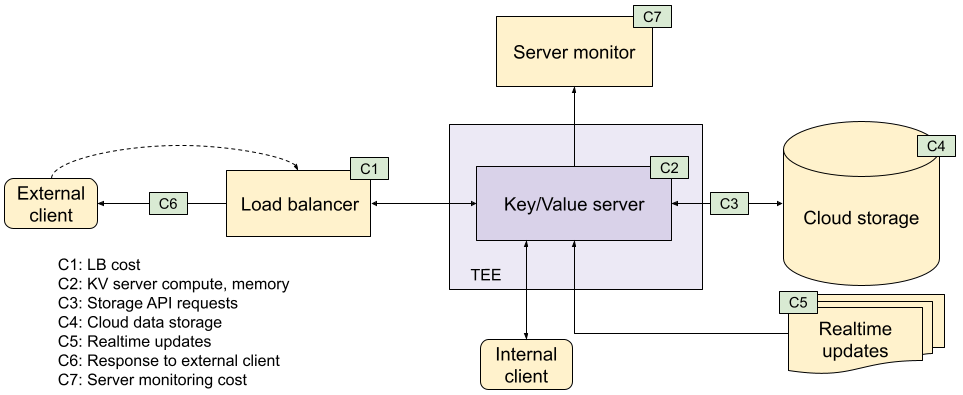 C7
Server monitor
C4
C1
C2
External
client
C6
Load balancer
Key/Value server
C3
Cloud storage
TEE
C1: LB cost
C2: KV server compute, memory
C3: Storage API requests
C4: Cloud data storage
C5: Realtime updates
C6: Response to external client
C7: Server monitoring cost
C5
Realtime
updates
Internal
client